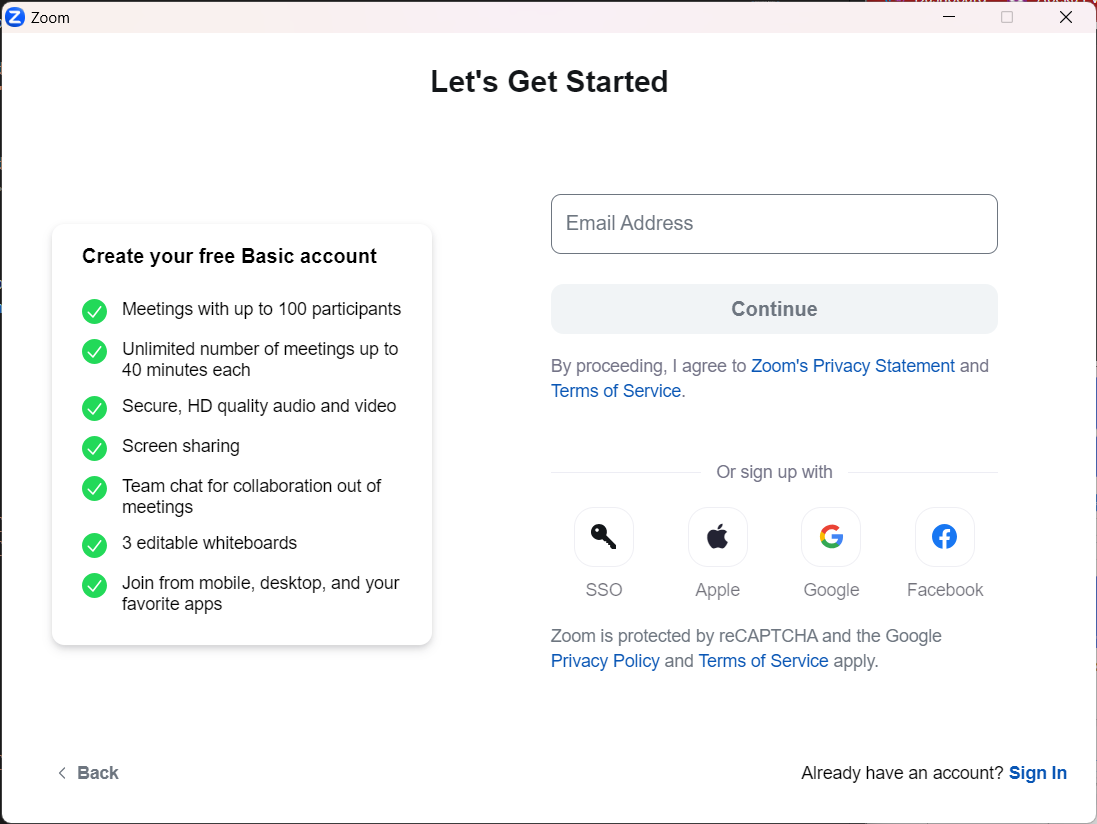 Zoom
Let's Get Started
Create your free Basic account
Meetings with up to 100 participants
Unlimited number of meetings up to
40 minutes each
Secure, HD quality audio and video
Screen sharing
Team chat for collaboration out of
meetings
3 editable whiteboards
Join from mobile, desktop, and your
favorite apps
Email Address
Continue
By proceeding, I agree to Zoom's Privacy Statement and
Terms of Service.
Or sign up with
SSO
Apple
Google
Facebook
Zoom is protected by reCAPTCHA and the Google
Privacy Policy and Terms of Service apply.
Back
Already have an account? Sign In